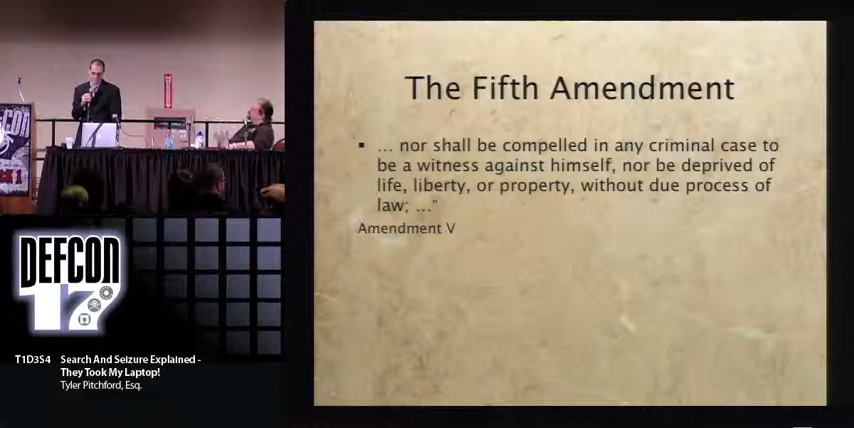 The Fifth Amendment
▪ ... nor shall be compelled in any criminal case to
be a witness against himself, nor be deprived of
life, liberty, or property, without due process of
law; ..."
Amendment V
DEFCON
DEFCON
17
T1D3S4 Search And Seizure Explained -
They Took My Laptop!
Tyler Pitchford, Esq.